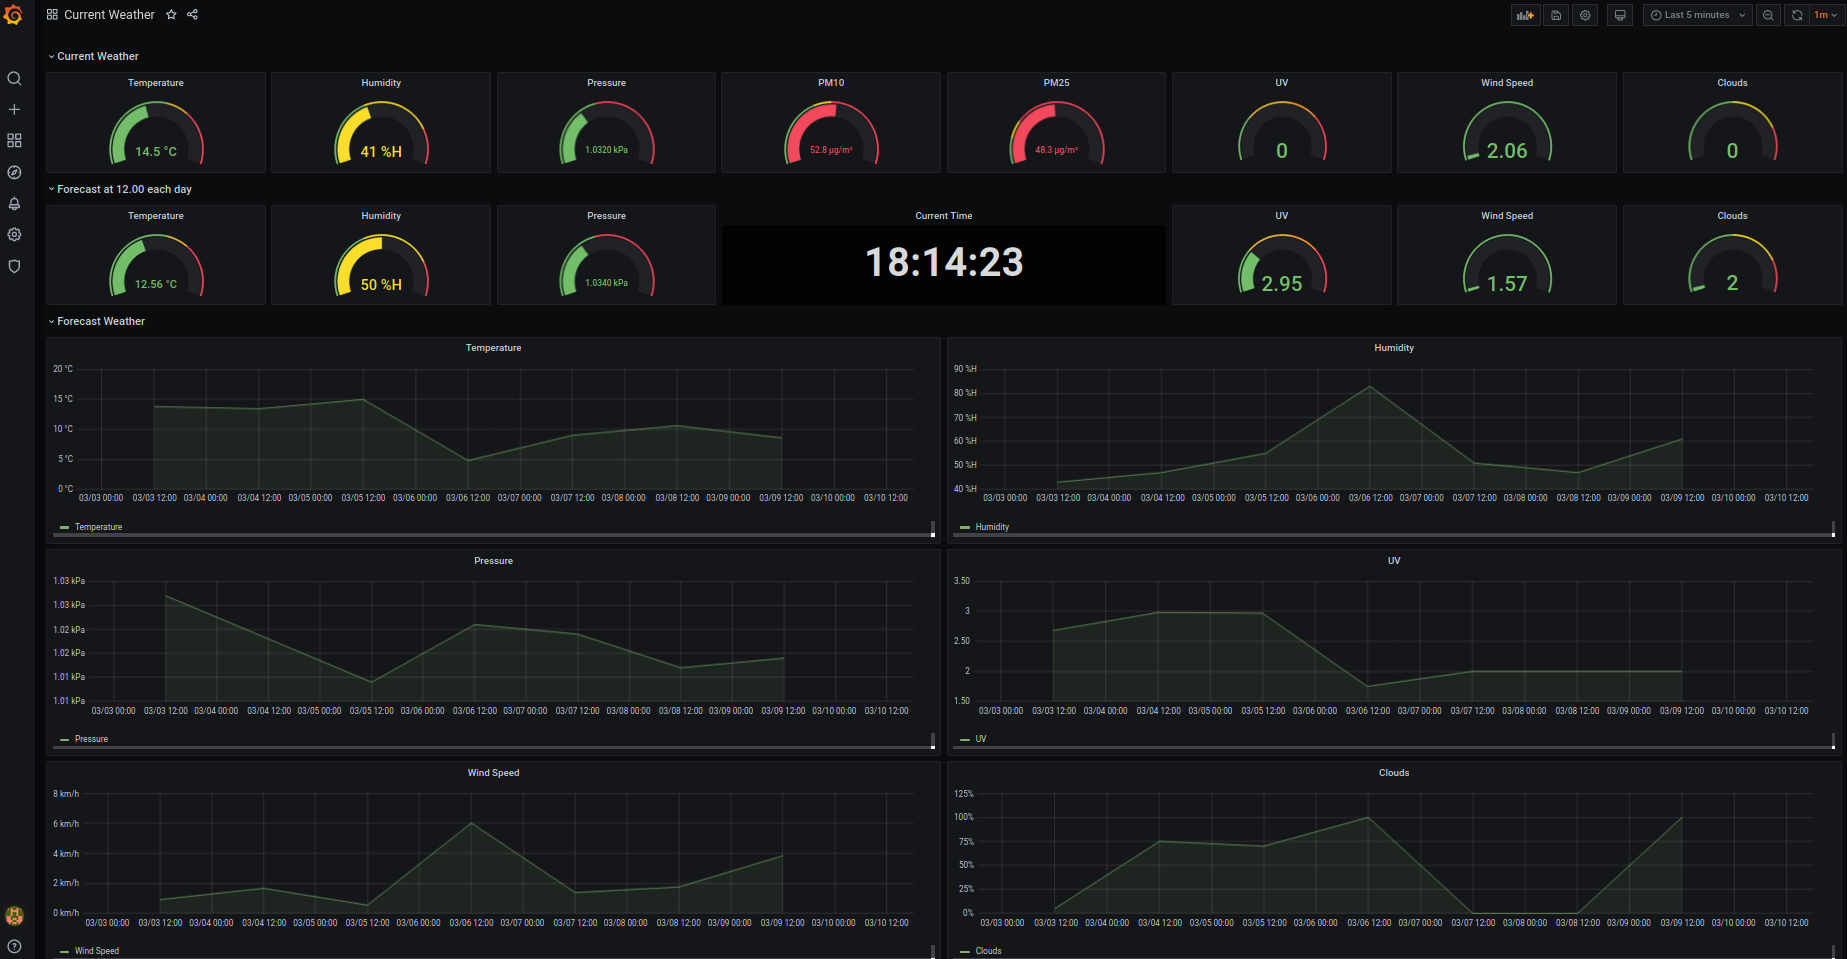 Current Weather
Last 5 minutes
1m
Current Weather
Temperature
Humidity
Pressure
PM10
PM25
UV
Wind Speed
Clouds
14.5 °C
41 %H
1.0320 kPa
52.8 µg/m³
48.3 µg/m³
0
2.06
0
Forecast at 12.00 each day
Temperature
Humidity
Pressure
Current Time
UV
Wind Speed
Clouds
12.56 °C
50 %H
1.0340 kPa
18:14:23
2.95
1.57
2
Forecast Weather
Temperature
20 °C
15 °C
10 °C
5 °C
0 °C
03/03 00:00 03/03 12:00 03/04 00:00 03/04 12:00 03/05 00:00 03/05 12:00 03/06 00:00 03/06 12:00 03/07 00:00 03/07 12:00 03/08 00:00 03/08 12:00 03/09 00:00 03/09 12:00 03/10 00:00 03/10 12:00
Temperature
Humidity
90 %H
80 %H
70 %H
60 %H
50 %H
40 %H
03/03 00:00 03/03 12:00 03/04 00:00 03/04 12:00 03/05 00:00 03/05 12:00 03/06 00:00 03/06 12:00 03/07 00:00 03/07 12:00 03/08 00:00 03/08 12:00 03/09 00:00 03/09 12:00 03/10 00:00 03/10 12:00
Humidity
Pressure
1.03 kPa
1.03 kPa
1.02 kPa
1.02 kPa
1.01 kPa
1.01 kPa
03/03 00:00 03/03 12:00 03/04 00:00 03/04 12:00 03/05 00:00 03/05 12:00 03/06 00:00 03/06 12:00 03/07 00:00 03/07 12:00 03/08 00:00 03/08 12:00 03/09 00:00 03/09 12:00 03/10 00:00 03/10 12:00
Pressure
UV
3.50
3
2.50
2
1.50
03/03 00:00 03/03 12:00 03/04 00:00 03/04 12:00 03/05 00:00 03/05 12:00 03/06 00:00 03/06 12:00 03/07 00:00 03/07 12:00 03/08 00:00 03/08 12:00 03/09 00:00 03/09 12:00 03/10 00:00 03/10 12:00
UV
Wind Speed
8 km/h
6 km/h
4 km/h
2 km/h
0 km/h
03/03 00:00 03/03 12:00 03/04 00:00 03/04 12:00 03/05 00:00 03/05 12:00 03/06 00:00 03/06 12:00 03/07 00:00 03/07 12:00 03/08 00:00 03/08 12:00 03/09 00:00 03/09 12:00 03/10 00:00 03/10 12:00
Wind Speed
Clouds
125%
100%
75%
50%
25%
0%
03/03 00:00 03/03 12:00 03/04 00:00 03/04 12:00 03/05 00:00 03/05 12:00 03/06 00:00 03/06 12:00 03/07 00:00 03/07 12:00 03/08 00:00 03/08 12:00 03/09 00:00 03/09 12:00 03/10 00:00 03/10 12:00
Clouds